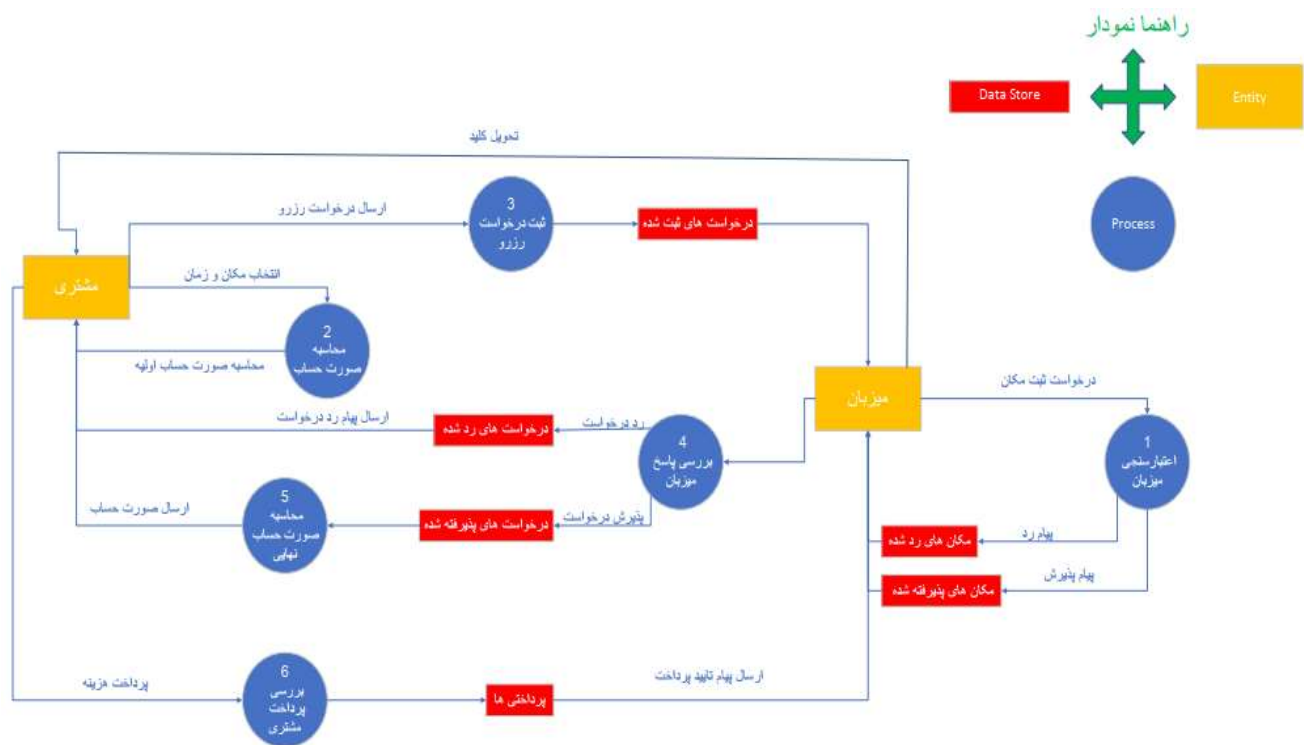 راهنما نمودار
Data Store
Entity
Process
تحویل کلید
ارسال درخواست رزرو
3
ثبت درخواست
رزرو
درخواست های ثبت شده
مشتری
انتخاب مکان و زمان
2
محاسبه
صورت حساب
محاسبه صورت حساب اولیه
میزبان
درخواست ثبت مکان
1
اعتبارسنجی
میزبان
ارسال پیام رد درخواست
درخواست های رد شده
رد درخواست
4
بررسی پاسخ
میزبان
ارسال صورت حساب
5
محاسبه
صورت حساب
نهایی
درخواست های پذیرفته شده
پذیرش درخواست
مکان های رد شده
پیام رد
مکان های پذیرفته شده
پیام پذیرش
پرداخت هزینه
6
بررسی
پرداخت
مشتری
پرداختی ها
ارسال پیام تایید پرداخت